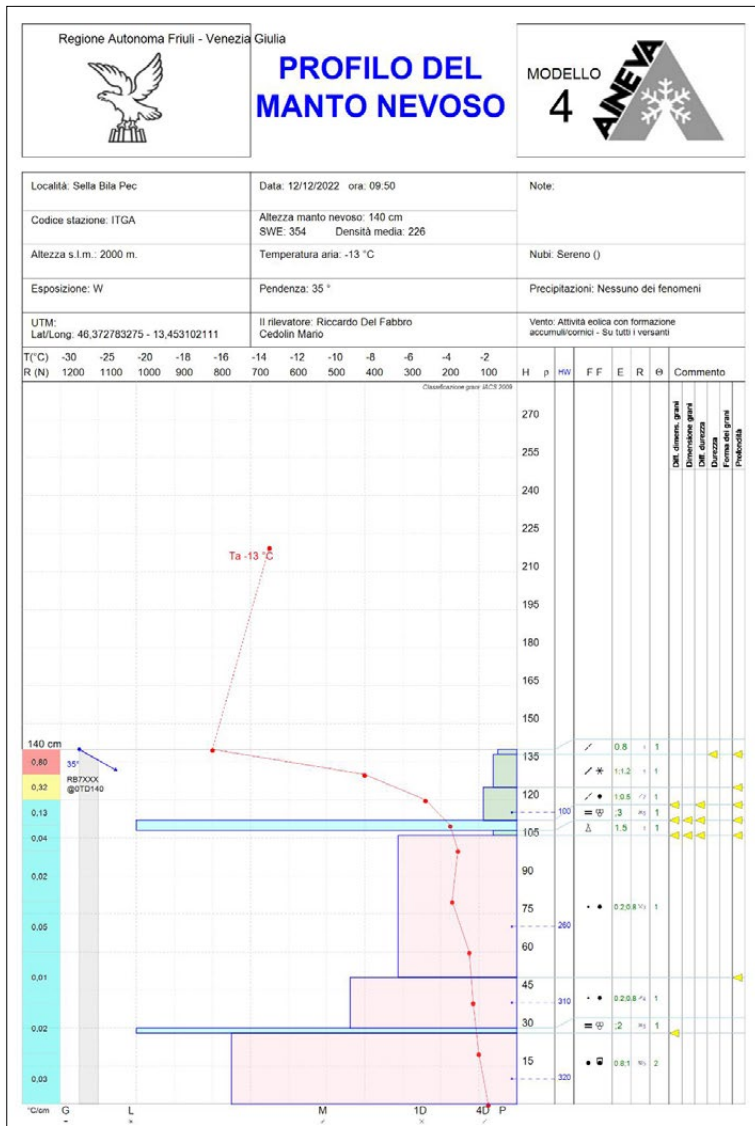 Regione Autonoma Friuli - Venezia Giulia
PROFILO DEL
MANTO NEVOSO
MODELLO
4
AINEVA
Località: Sella Bila Pec
Data: 12/12/2022 ora: 09:50
Note:
Codice stazione: ITGA
Altezza manto nevoso: 140 cm
SWE: 354 Densità media: 226
Altezza s.l.m.: 2000 m.
Temperatura aria: -13 °C
Nubi: Sereno ()
Esposizione: W
Pendenza: 35 °
Precipitazioni: Nessuno dei fenomeni
UTM:
Lat/Long: 46,372783275 - 13,453102111
Il rilevatore: Riccardo Del Fabbro
Cedolin Mario
Vento: Attività eolica con formazione
accumuli/cornici - Su tutti i versanti
T(°C) -30 -25 -20 -18 -16 -14 -12 -10 -8 -6 -4 -2
R (N) 1200 1100 1000 900 800 700 600 500 400 300 200 100 H ρ HW F F E R Θ Commento
Classificazione grani: IACS 2009
Diff. dimens. grani
Dimensione grani
Diff. durezza
Durezza
Forma dei grani
Profondità
270
255
240
225
Ta -13 °C
210
195
180
165
150
140 cm
135
0.8 1
0,80
35°
1;1.2 1
RB7XXX
@0TD140
0,32
120
1;0.5 1
0,13
100
;3 1
0,04
105
1.5 1
90
0,02
75
0.2;0.8 1
0,05
260
60
0,01
45
310
0.2;0.8 1
30
0,02
;2 1
15
0.8;1 2
0,03
320
°C/cm G L M 1D 4D P